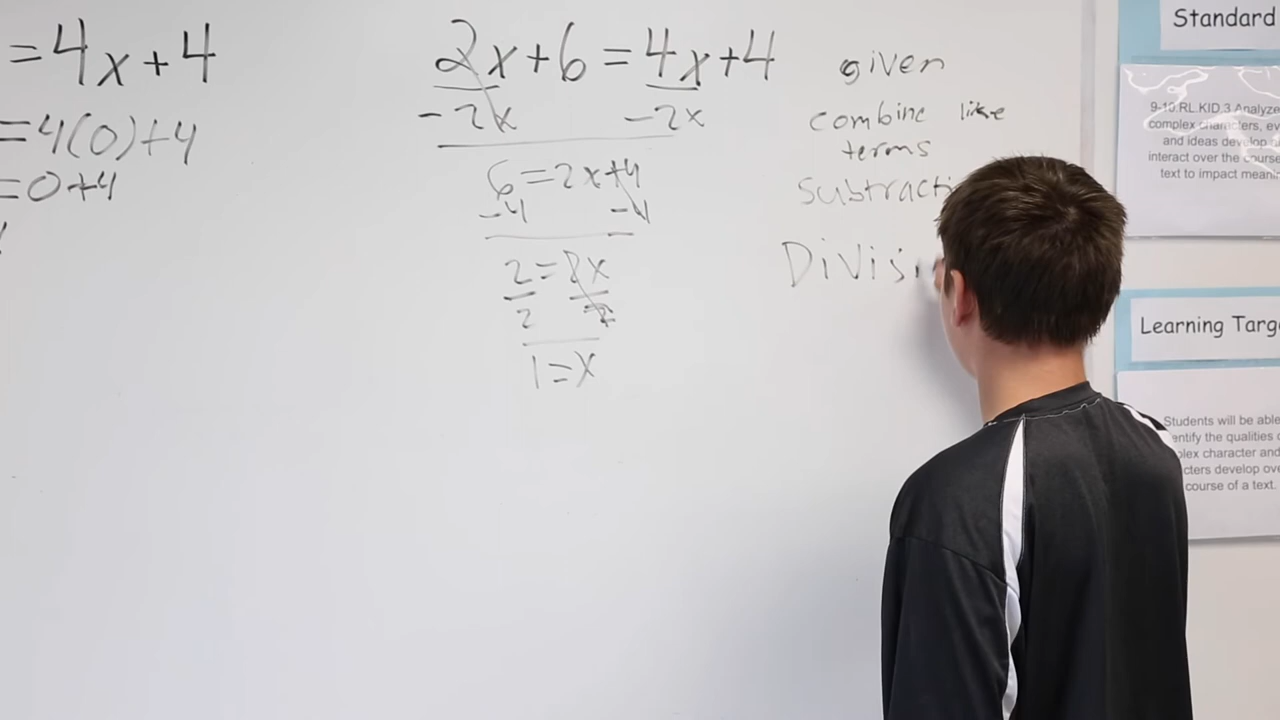 =4x+4
=4(0)+4
=0+4
2x+6=4x+4
-2x -2x
6=2x+4
-4 -4
2=2x
2 2
1=x
given
combine like
terms
Subtracti
Divisi
Standard
9-10.RL.KID.3 Analyze
complex characters, ev
and ideas develop
interact over the course
text to impact meani
Learning Targe
Students will be able
entify the qualities
plex character and
cters develop ove
course of a text.